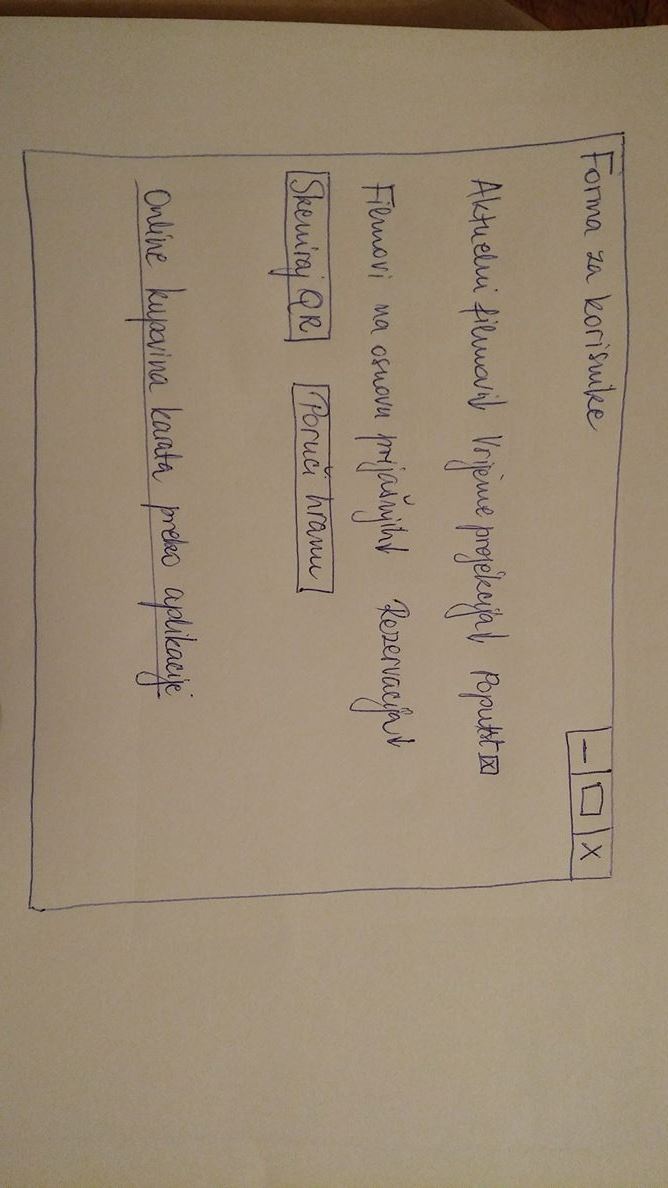 Forma za korisnike
Aktuelni filmovi↓ Vrijeme projekcija↓ Poputst ☒
Filmovi na osnovu prijašnjih↓ Rezervacija↓
Skeniraj QR Poruči hranu
Online kupovina karata preko aplikacije